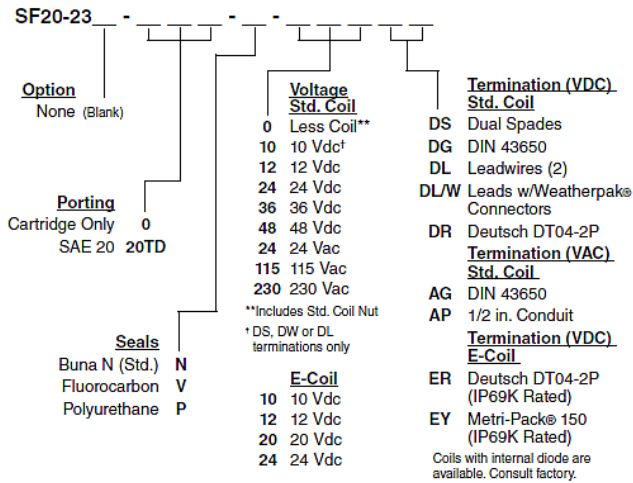 SF20-23__ - ___ - _ - ___ __
Option
None (Blank)
Porting
Cartridge Only 0
SAE 20 20TD
Seals
Buna N (Std.) N
Fluorocarbon V
Polyurethane P
Voltage
Std. Coil
0 Less Coil**
10 10 Vdc†
12 12 Vdc
24 24 Vdc
36 36 Vdc
48 48 Vdc
24 24 Vac
115 115 Vac
230 230 Vac
**Includes Std. Coil Nut
† DS, DW or DL
terminations only
E-Coil
10 10 Vdc
12 12 Vdc
20 20 Vdc
24 24 Vdc
Termination (VDC)
Std. Coil
DS Dual Spades
DG DIN 43650
DL Leadwires (2)
DL/W Leads w/Weatherpak®
Connectors
DR Deutsch DT04-2P
Termination (VAC)
Std. Coil
AG DIN 43650
AP 1/2 in. Conduit
Termination (VDC)
E-Coil
ER Deutsch DT04-2P
(IP69K Rated)
EY Metri-Pack® 150
(IP69K Rated)
Coils with internal diode are
available. Consult factory.